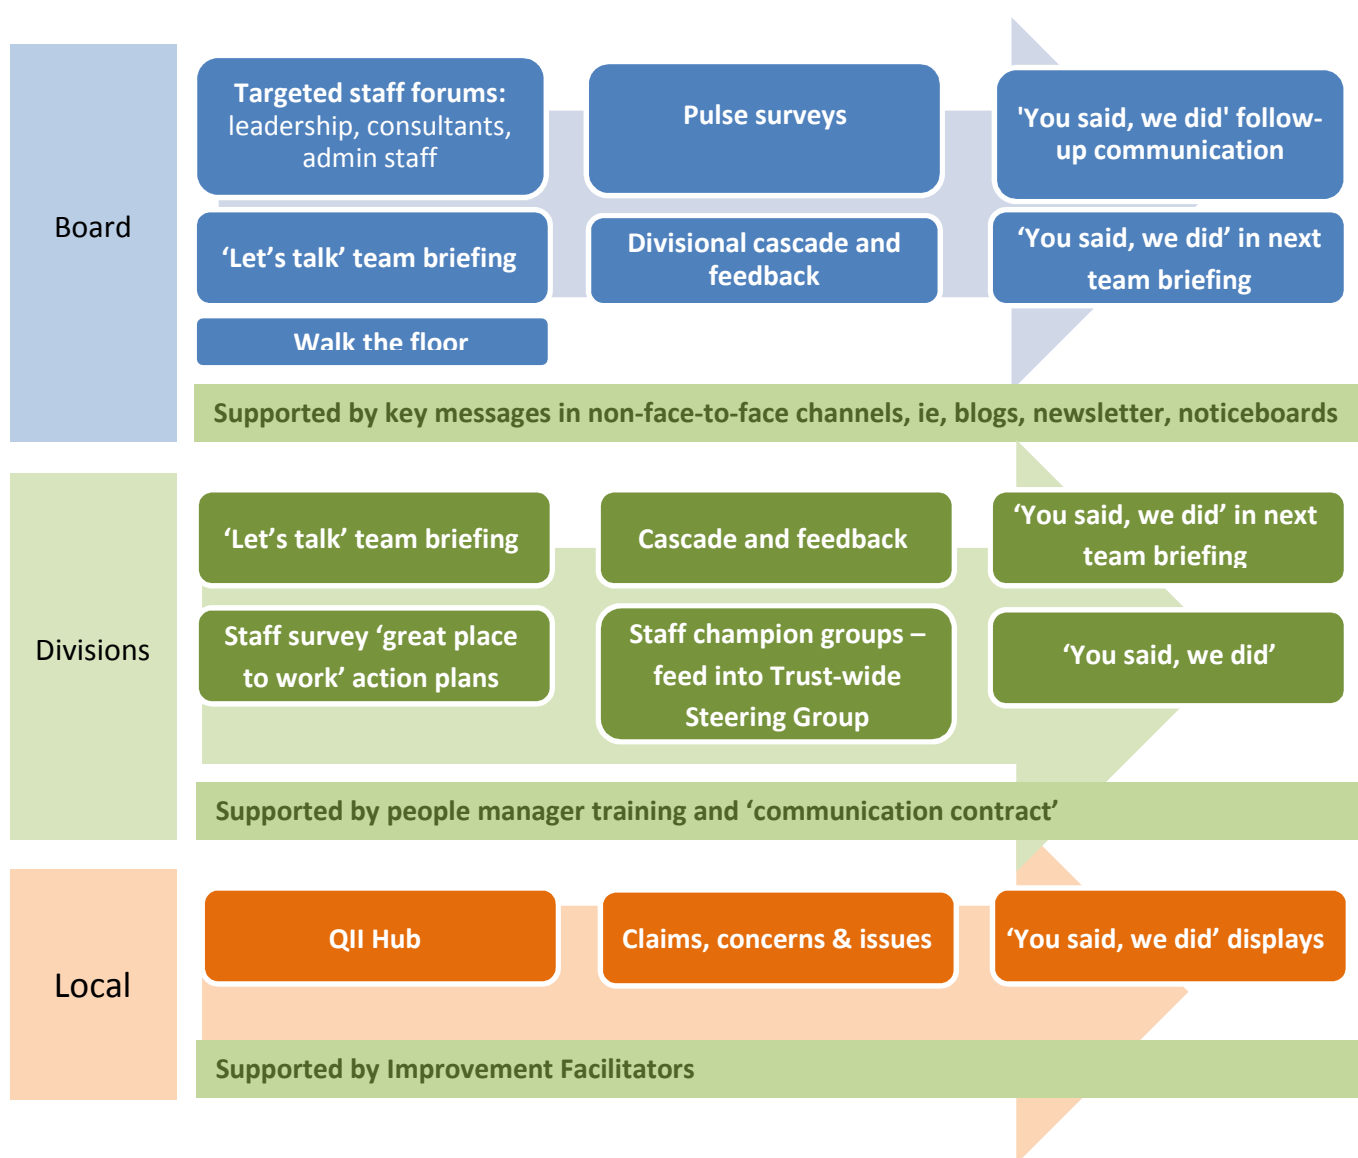 Board
Targeted staff forums:
leadership, consultants,
admin staff
Pulse surveys
'You said, we did' follow-
up communication
‘Let’s talk’ team briefing
Divisional cascade and
feedback
‘You said, we did’ in next
team briefing
Walk the floor
Supported by key messages in non-face-to-face channels, ie, blogs, newsletter, noticeboards
Divisions
‘Let’s talk’ team briefing
Cascade and feedback
‘You said, we did’ in next
team briefing
Staff survey ‘great place
to work’ action plans
Staff champion groups –
feed into Trust-wide
Steering Group
‘You said, we did’
Supported by people manager training and ‘communication contract’
Local
QII Hub
Claims, concerns & issues
‘You said, we did’ displays
Supported by Improvement Facilitators